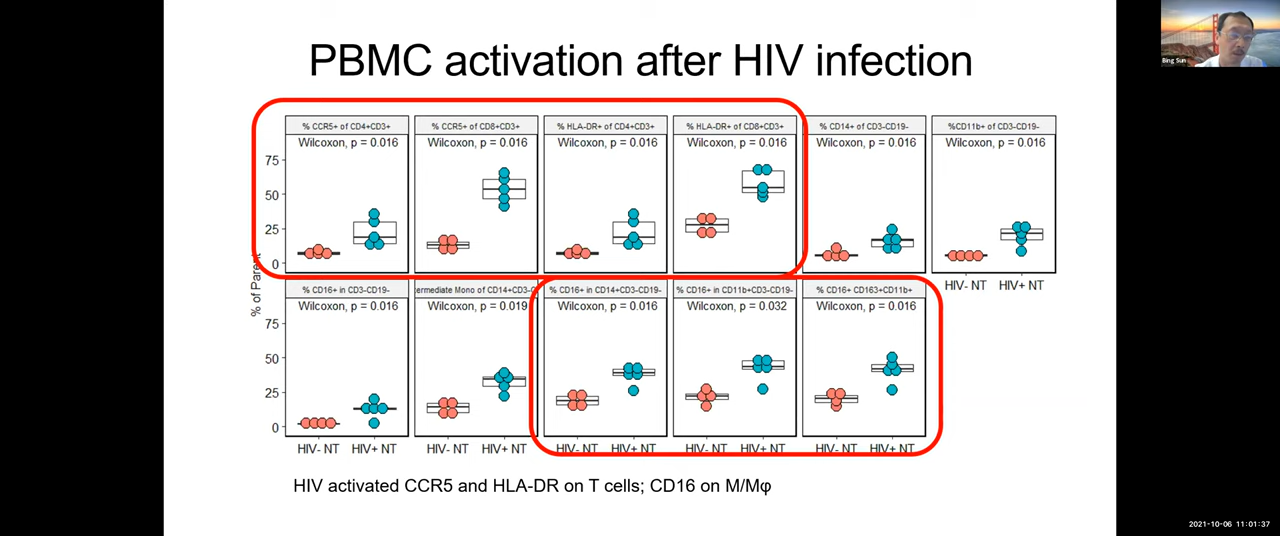 PBMC activation after HIV infection
Bing Sun
% CCR5+ of CD4+CD3+
% CCR5+ of CD8+CD3+
% HLA-DR+ of CD4+CD3+
% HLA-DR+ of CD8+CD3+
% CD14+ of CD3-CD19-
%CD11b+ of CD3-CD19-
Wilcoxon, p = 0.016
Wilcoxon, p = 0.016
Wilcoxon, p = 0.016
Wilcoxon, p = 0.016
Wilcoxon, p = 0.016
Wilcoxon, p = 0.016
75
50
25
0
% of Parent
HIV- NT HIV+ NT
% CD16+ in CD3-CD19-
ermediate Mono of CD14+CD3-C
% CD16+ in CD14+CD3-CD19-
% CD16+ in CD11b+CD3-CD19-
% CD16+ CD163+CD11b+
Wilcoxon, p = 0.016
Wilcoxon, p = 0.019
Wilcoxon, p = 0.016
Wilcoxon, p = 0.032
Wilcoxon, p = 0.016
75
50
25
0
HIV- NT HIV+ NT
HIV- NT HIV+ NT
HIV- NT HIV+ NT
HIV- NT HIV+ NT
HIV- NT HIV+ NT
HIV activated CCR5 and HLA-DR on T cells; CD16 on M/Mφ
2021-10-06 11:01:37